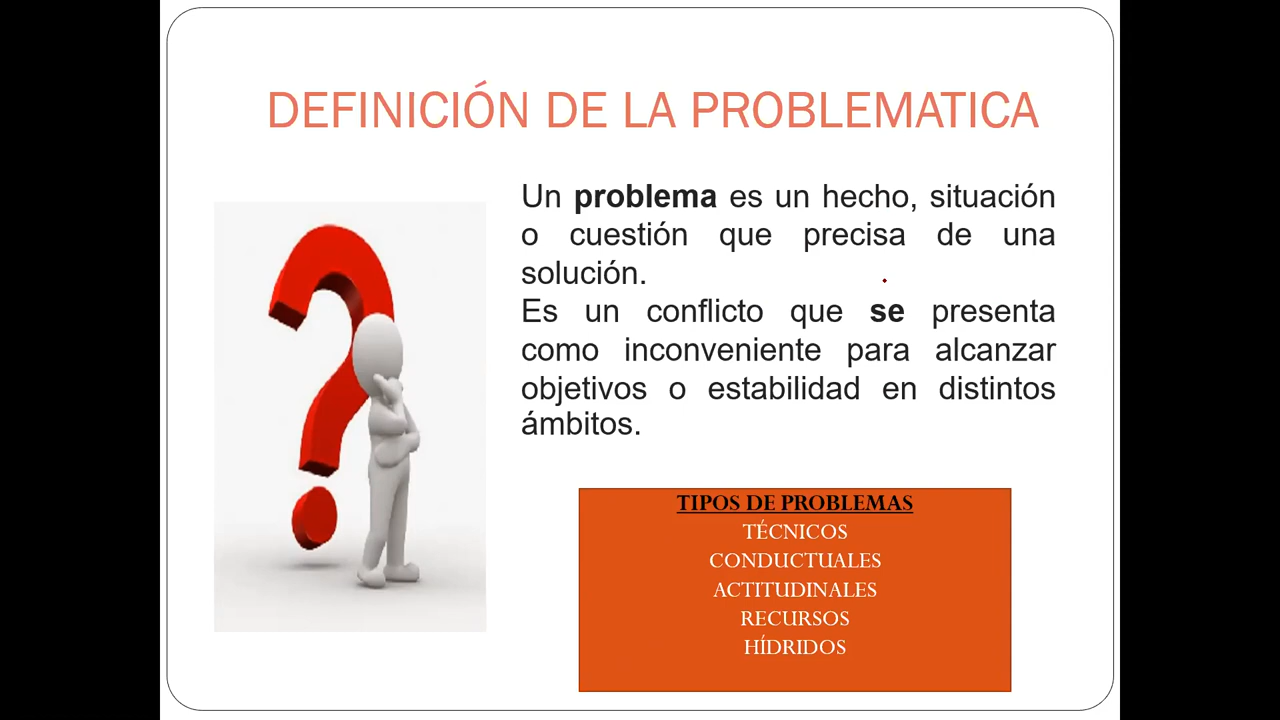 DEFINICIÓN DE LA PROBLEMATICA
Un problema es un hecho, situación
o cuestión que precisa de una
solución.
Es un conflicto que se presenta
como inconveniente para alcanzar
objetivos o estabilidad en distintos
ámbitos.
TIPOS DE PROBLEMAS
TÉCNICOS
CONDUCTUALES
ACTITUDINALES
RECURSOS
HÍDRIDOS